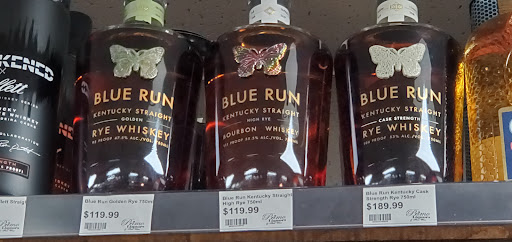 BLUE RUN
KENTUCKY STRAIGHT
GOLDEN
RYE WHISKEY
BLUE RUN
KENTUCKY STRAIGHT
HIGH RYE
BOURBON WHISKEY
BLUE RUN
KENTUCKY STRAIGHT
CASK STRENGTH
RYE WHISKEY
KENED
Blue Run Golden Rye 750ml
$119.99
Blue Run Kentucky Straight
High Rye 750ml
$119.99
Blue Run Kentucky Cask
Strength Rye 750ml
$189.99